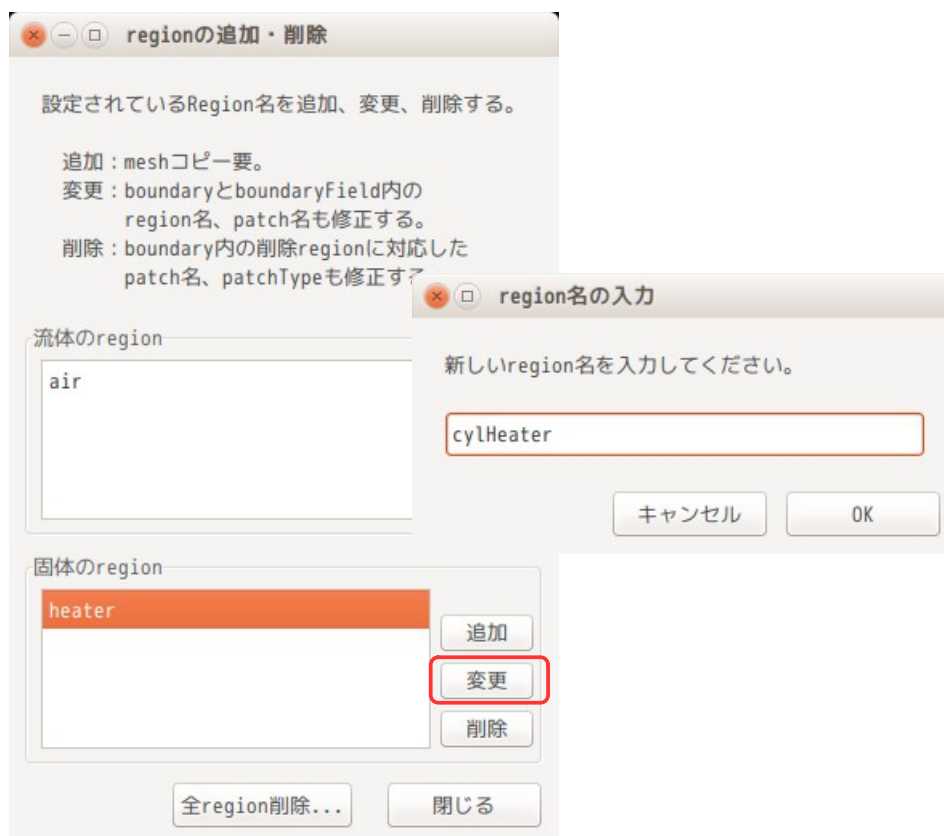 regionの追加・削除
設定されているRegion名を追加、変更、削除する。
追加：meshコピー要。
変更：boundaryとboundaryField内の
region名、patch名も修正する。
削除：boundary内の削除regionに対応した
patch名、patchTypeも修正す
流体のregion
air
region名の入力
新しいregion名を入力してください。
cylHeater
キャンセル
OK
固体のregion
heater
追加
変更
削除
全region削除...
閉じる